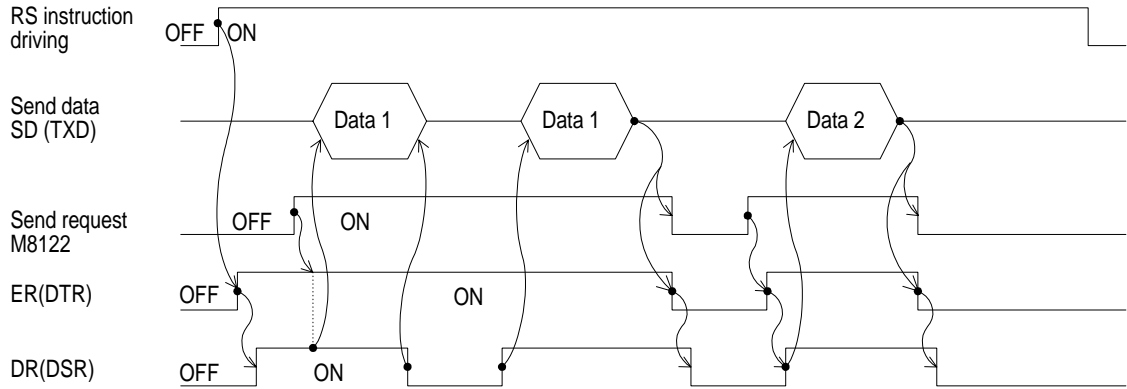 RS instruction
driving
OFF ON
Send data
SD (TXD)
Data 1
Data 1
Data 2
Send request
M8122
OFF
ON
ER(DTR)
OFF
ON
DR(DSR)
OFF
ON